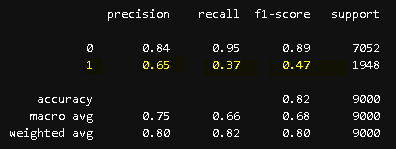 precision recall f1-score support
0 0.84 0.95 0.89 7052
1 0.65 0.37 0.47 1948
accuracy 0.82 9000
macro avg 0.75 0.66 0.68 9000
weighted avg 0.80 0.82 0.80 9000